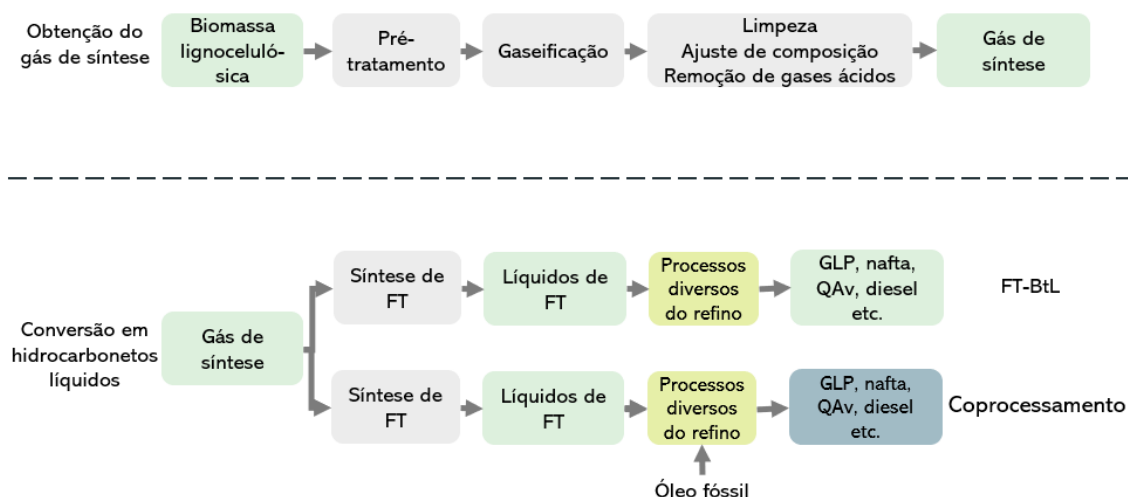 Obtenção do
gás de síntese
Biomassa
lignoceluló-
sica
Pré-
tratamento
Gaseificação
Limpeza
Ajuste de composição
Remoção de gases ácidos
Gás de
síntese
Conversão em
hidrocarbonetos
líquidos
Gás de
síntese
Síntese de
FT
Líquidos de
FT
Processos
diversos
do refino
GLP, nafta,
QAv, diesel
etc.
FT-BtL
Síntese de
FT
Líquidos de
FT
Processos
diversos
do refino
GLP, nafta,
QAv, diesel
etc.
Coprocessamento
Óleo fóssil